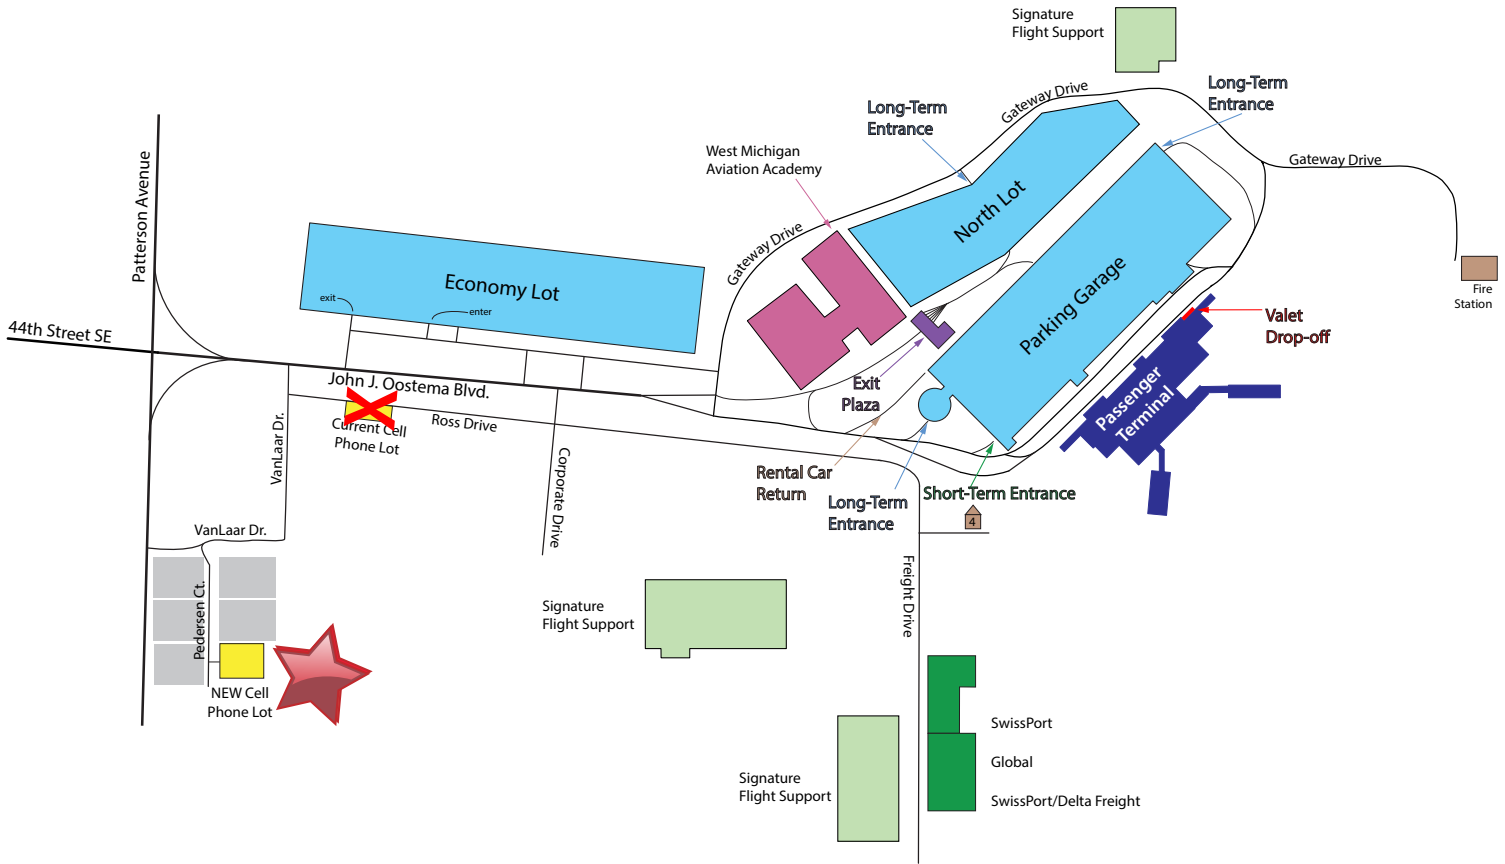 Signature
Flight Support
Long-Term
Entrance
Gateway Drive
Long-Term
Entrance
West Michigan
Aviation Academy
Gateway Drive
Patterson Avenue
North Lot
Gateway Drive
Economy Lot
exit
enter
Parking Garage
Fire
Station
Valet
Drop-off
44th Street SE
John J. Oostema Blvd.
Exit
Plaza
Passenger
Terminal
Current Cell
Phone Lot
Ross Drive
VanLaar Dr.
Corporate Drive
Rental Car
Return
Long-Term
Entrance
Short-Term Entrance
4
VanLaar Dr.
Pedersen Ct.
Freight Drive
Signature
Flight Support
NEW Cell
Phone Lot
SwissPort
Global
SwissPort/Delta Freight
Signature
Flight Support